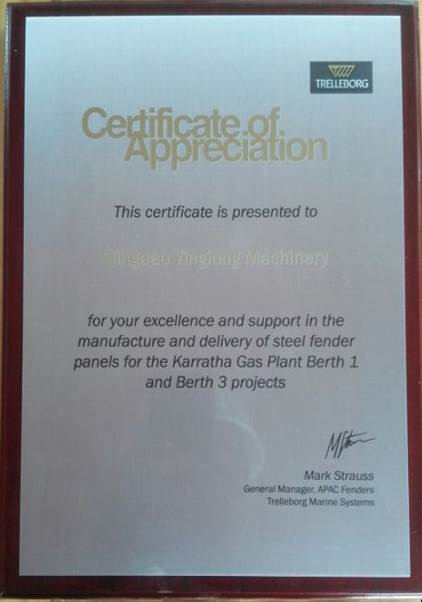 TRELLEBORG
Certificate of
Appreciation
This certificate is presented to
Qingdao Yinglong Machinery
for your excellence and support in the
manufacture and delivery of steel fender
panels for the Karratha Gas Plant Berth 1
and Berth 3 projects
Mark Strauss
General Manager, APAC Fenders
Trelleborg Marine Systems